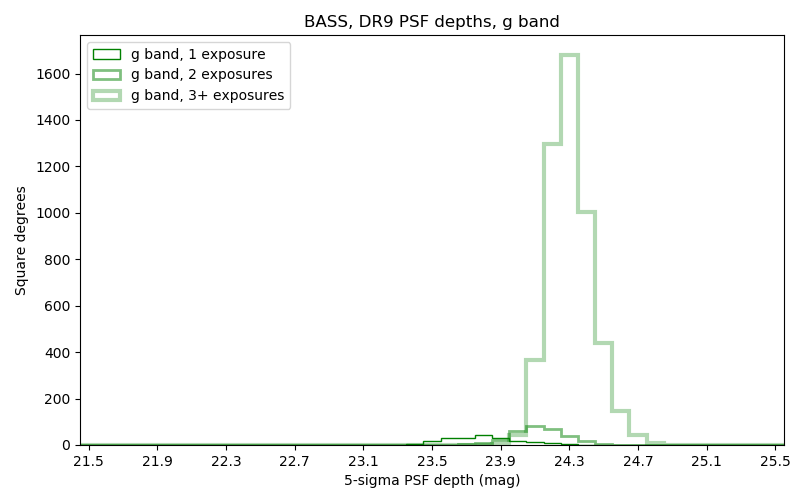 BASS, DR9 PSF depths, g band
g band, 1 exposure
g band, 2 exposures
g band, 3+ exposures
Square degrees
1600
1400
1200
1000
800
600
400
200
0
21.5 21.9 22.3 22.7 23.1 23.5 23.9 24.3 24.7 25.1 25.5
5-sigma PSF depth (mag)